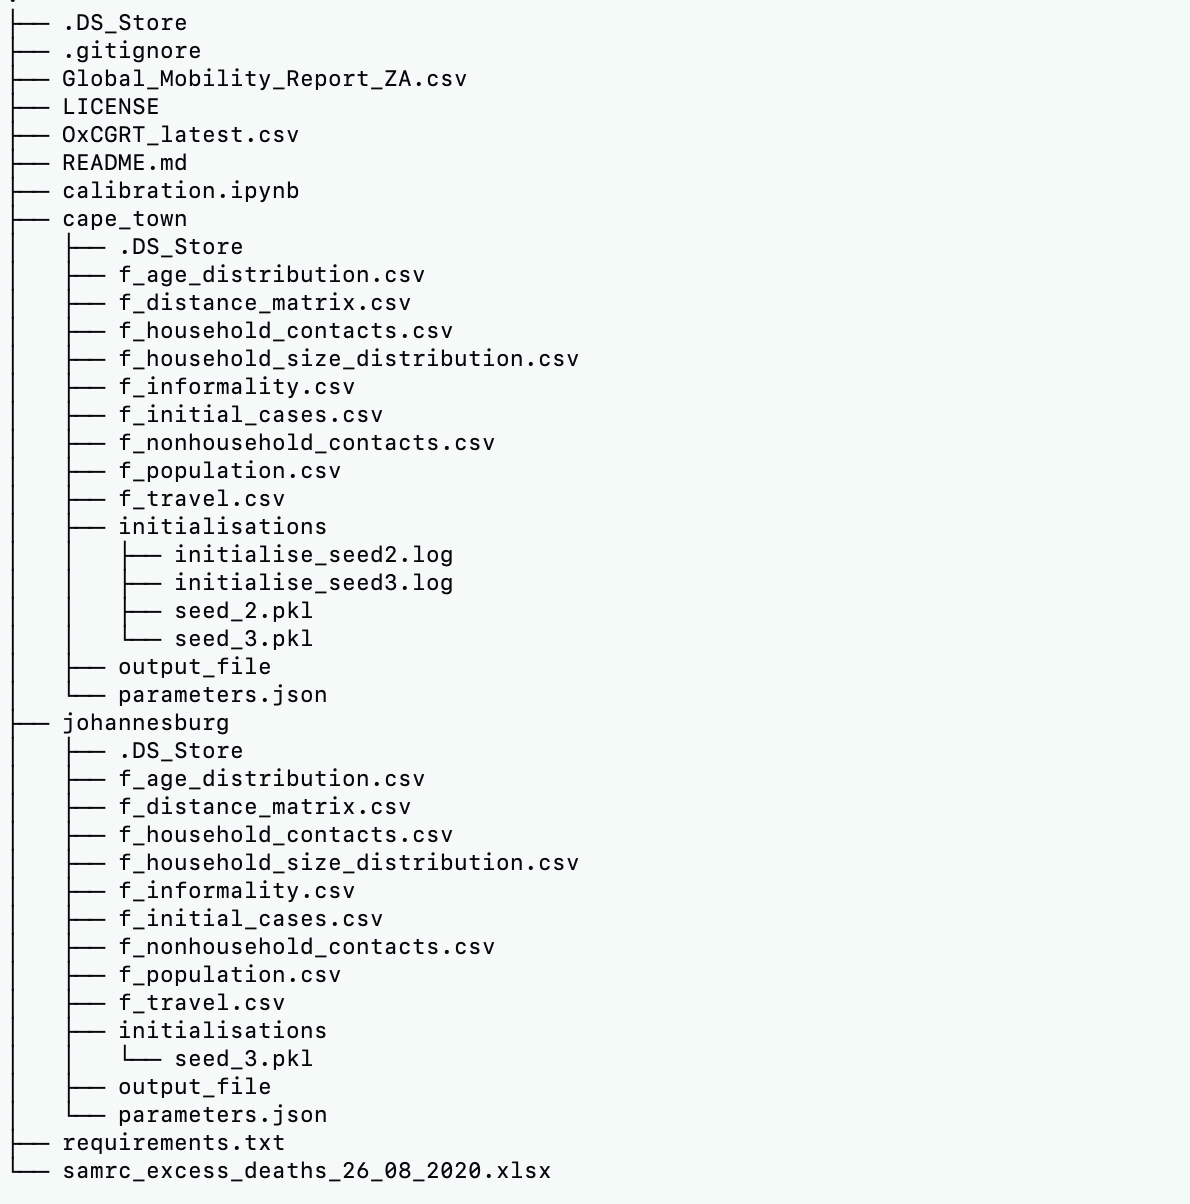 .
├── .DS_Store
├── .gitignore
├── Global_Mobility_Report_ZA.csv
├── LICENSE
├── OxCGRT_latest.csv
├── README.md
├── calibration.ipynb
├── cape_town
│   ├── .DS_Store
│   ├── f_age_distribution.csv
│   ├── f_distance_matrix.csv
│   ├── f_household_contacts.csv
│   ├── f_household_size_distribution.csv
│   ├── f_informality.csv
│   ├── f_initial_cases.csv
│   ├── f_nonhousehold_contacts.csv
│   ├── f_population.csv
│   ├── f_travel.csv
│   ├── initialisations
│   │   ├── initialise_seed2.log
│   │   ├── initialise_seed3.log
│   │   ├── seed_2.pkl
│   │   └── seed_3.pkl
│   ├── output_file
│   └── parameters.json
├── johannesburg
│   ├── .DS_Store
│   ├── f_age_distribution.csv
│   ├── f_distance_matrix.csv
│   ├── f_household_contacts.csv
│   ├── f_household_size_distribution.csv
│   ├── f_informality.csv
│   ├── f_initial_cases.csv
│   ├── f_nonhousehold_contacts.csv
│   ├── f_population.csv
│   ├── f_travel.csv
│   ├── initialisations
│   │   └── seed_3.pkl
│   ├── output_file
│   └── parameters.json
├── requirements.txt
└── samrc_excess_deaths_26_08_2020.xlsx